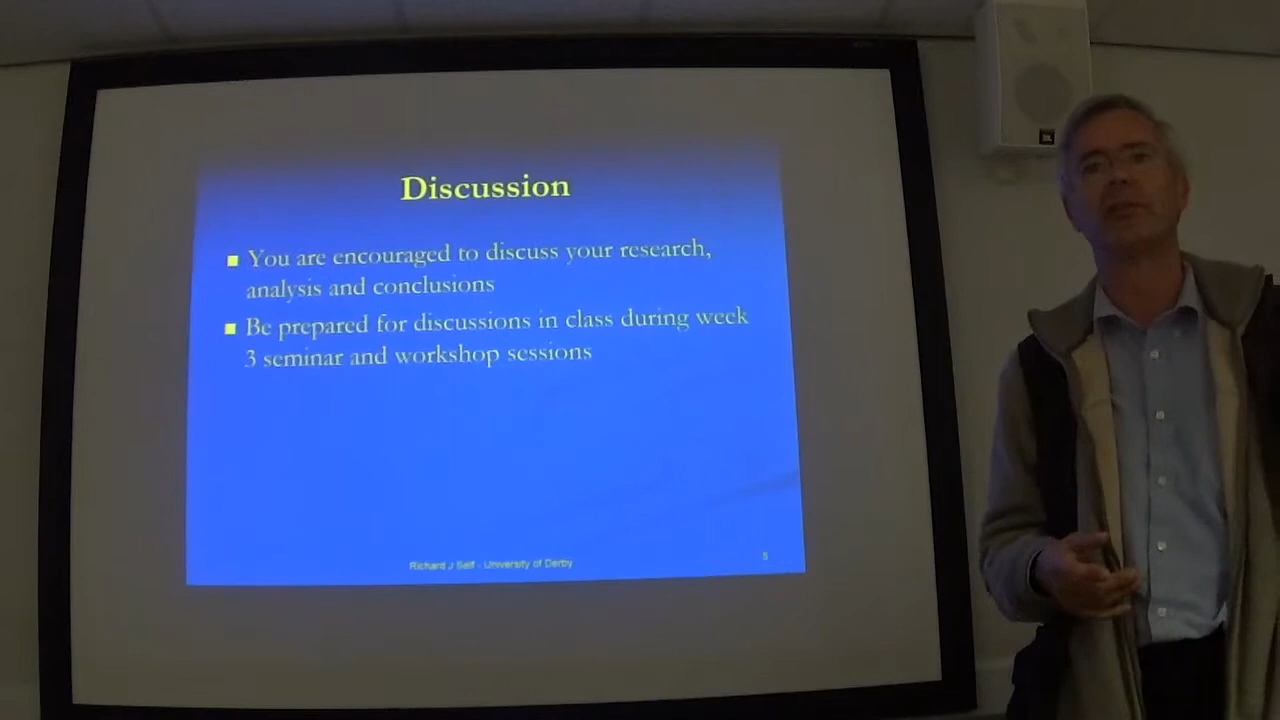 Discussion
You are encouraged to discuss your research,
analysis and conclusions
Be prepared for discussions in class during week
3 seminar and workshop sessions
Richard J Self - University of Derby
5
JBL